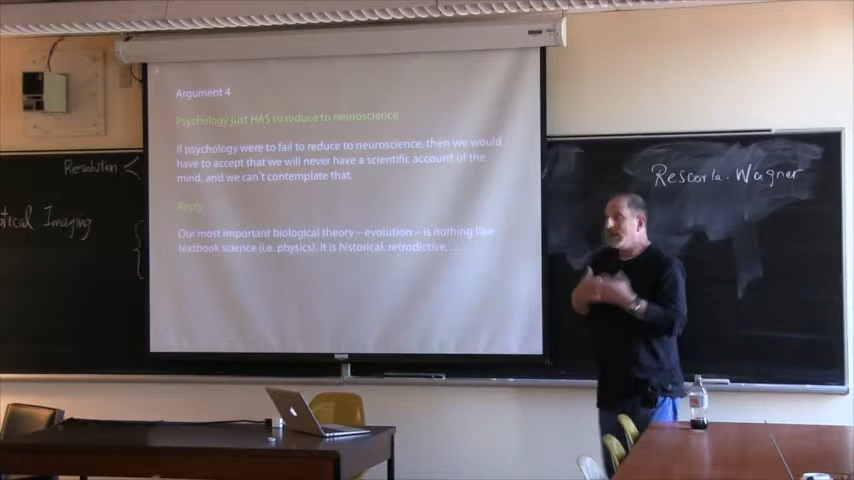 Argument 4
Psychology just HAS to reduce to neuroscience
If psychology were to fail to reduce to neuroscience, then we would
have to accept that we will never have a scientific account of the
mind, and we can't contemplate that.
Reply
Our most important biological theory – evolution – is nothing like
textbook science (i.e. physics). It is historical, retrodictive, ….
Resolution
Imaging
Rescorla-Wagner